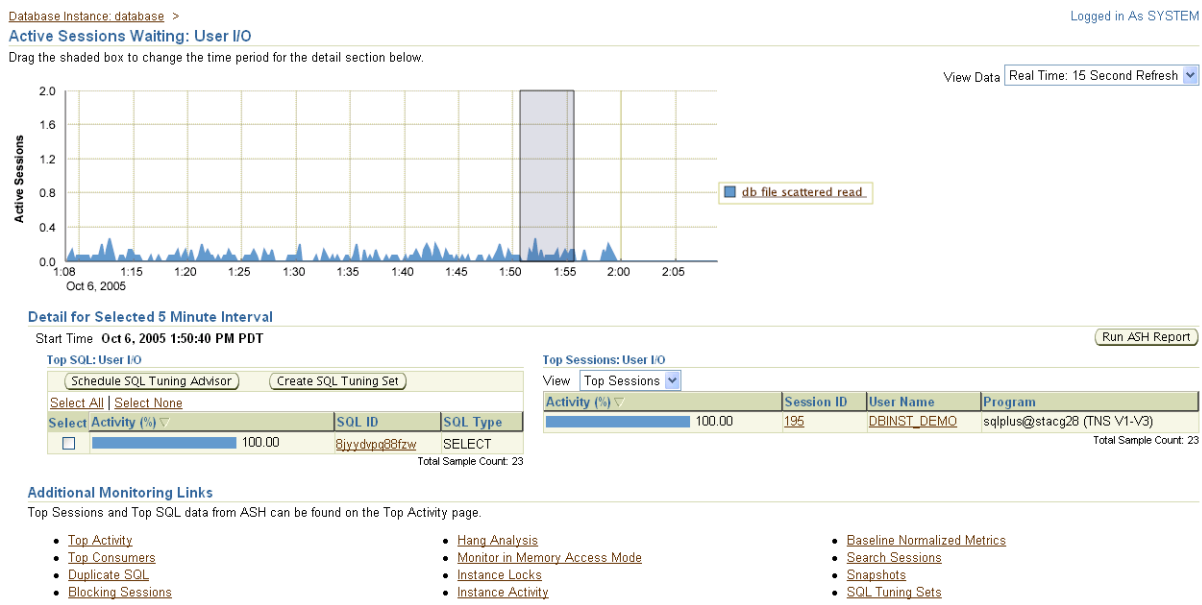 Database Instance: database >
Logged in As SYSTEM
Active Sessions Waiting: User I/O
Drag the shaded box to change the time period for the detail section below.
View Data Real Time: 15 Second Refresh
2.0
1.6
1.2
0.8
0.4
0.0
Active Sessions
1:08 1:15 1:20 1:25 1:30 1:35 1:40 1:45 1:50 1:55 2:00 2:05
Oct 6, 2005
db file scattered read
Detail for Selected 5 Minute Interval
Start Time Oct 6, 2005 1:50:40 PM PDT
Run ASH Report
Top SQL: User I/O
Schedule SQL Tuning Advisor Create SQL Tuning Set
Select All | Select None
Select Activity (%) SQL ID SQL Type
100.00 8jyydvpq88fzw SELECT
Total Sample Count: 23
Top Sessions: User I/O
View Top Sessions
Activity (%) Session ID User Name Program
100.00 195 DBINST_DEMO sqlplus@stacg28 (TNS V1-V3)
Total Sample Count: 23
Additional Monitoring Links
Top Sessions and Top SQL data from ASH can be found on the Top Activity page.
Top Activity
Top Consumers
Duplicate SQL
Blocking Sessions
Hang Analysis
Monitor in Memory Access Mode
Instance Locks
Instance Activity
Baseline Normalized Metrics
Search Sessions
Snapshots
SQL Tuning Sets